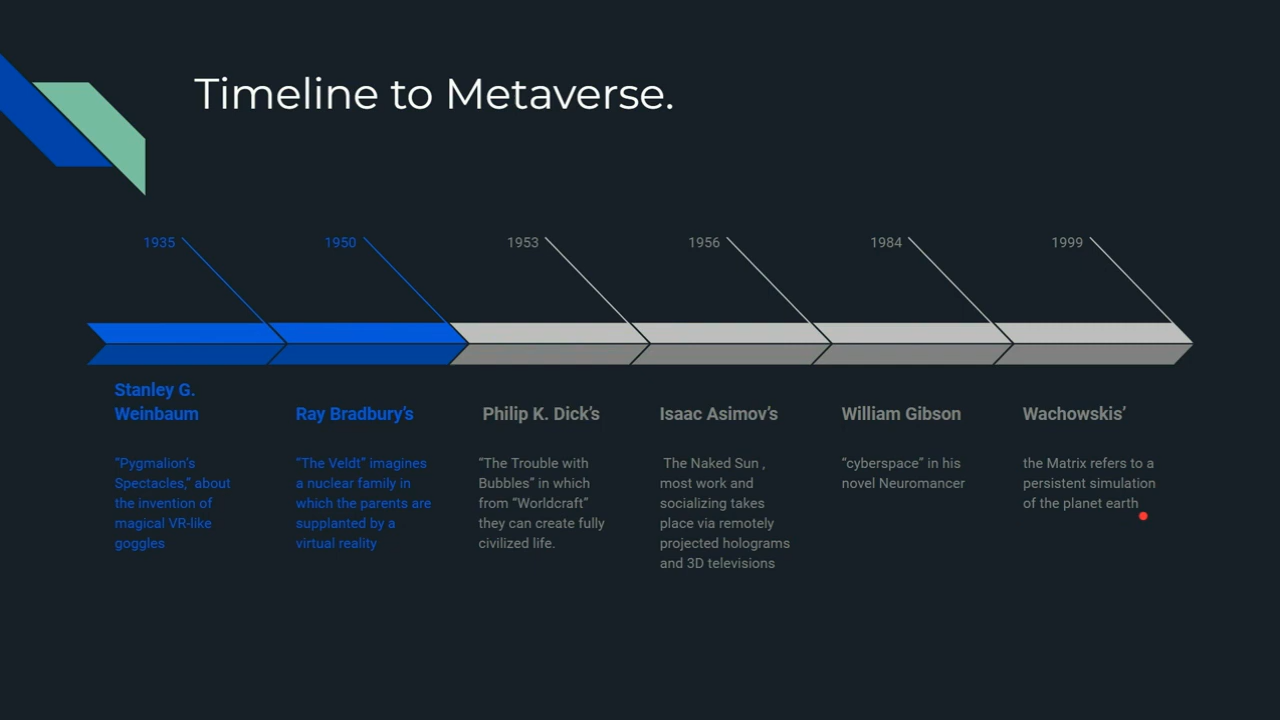 Timeline to Metaverse.
1935
1950
1953
1956
1984
1999
Stanley G.
Weinbaum
“Pygmalion’s
Spectacles,” about
the invention of
magical VR-like
goggles
Ray Bradbury’s
“The Veldt” imagines
a nuclear family in
which the parents are
supplanted by a
virtual reality
Philip K. Dick’s
“The Trouble with
Bubbles” in which
from “Worldcraft”
they can create fully
civilized life.
Isaac Asimov’s
The Naked Sun ,
most work and
socializing takes
place via remotely
projected holograms
and 3D televisions
William Gibson
“cyberspace” in his
novel Neuromancer
Wachowskis’
the Matrix refers to a
persistent simulation
of the planet earth